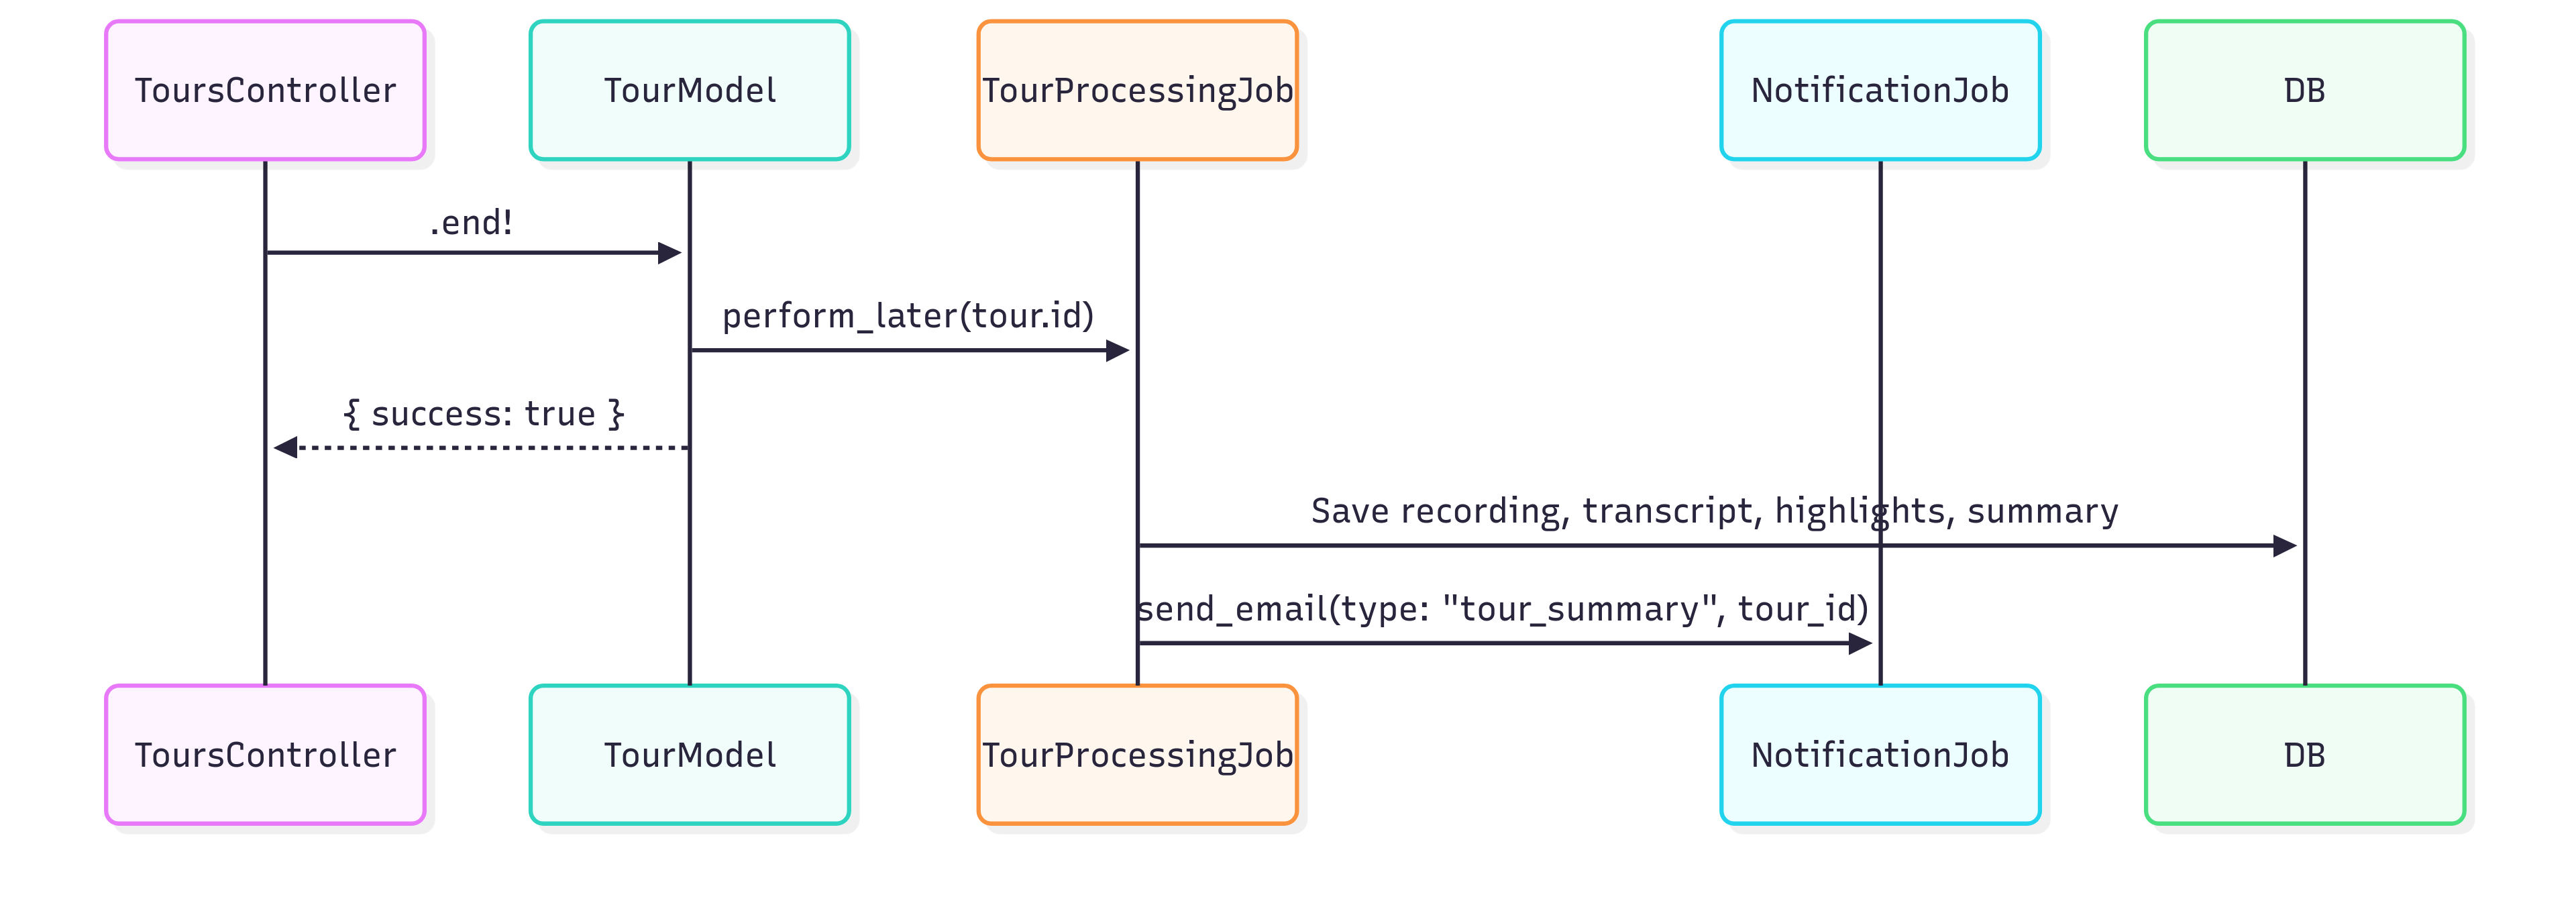 ToursController
TourModel
TourProcessingJob
NotificationJob
DB
.end!
perform_later(tour.id)
{ success: true }
Save recording, transcript, highlights, summary
send_email(type: "tour_summary", tour_id)
ToursController
TourModel
TourProcessingJob
NotificationJob
DB